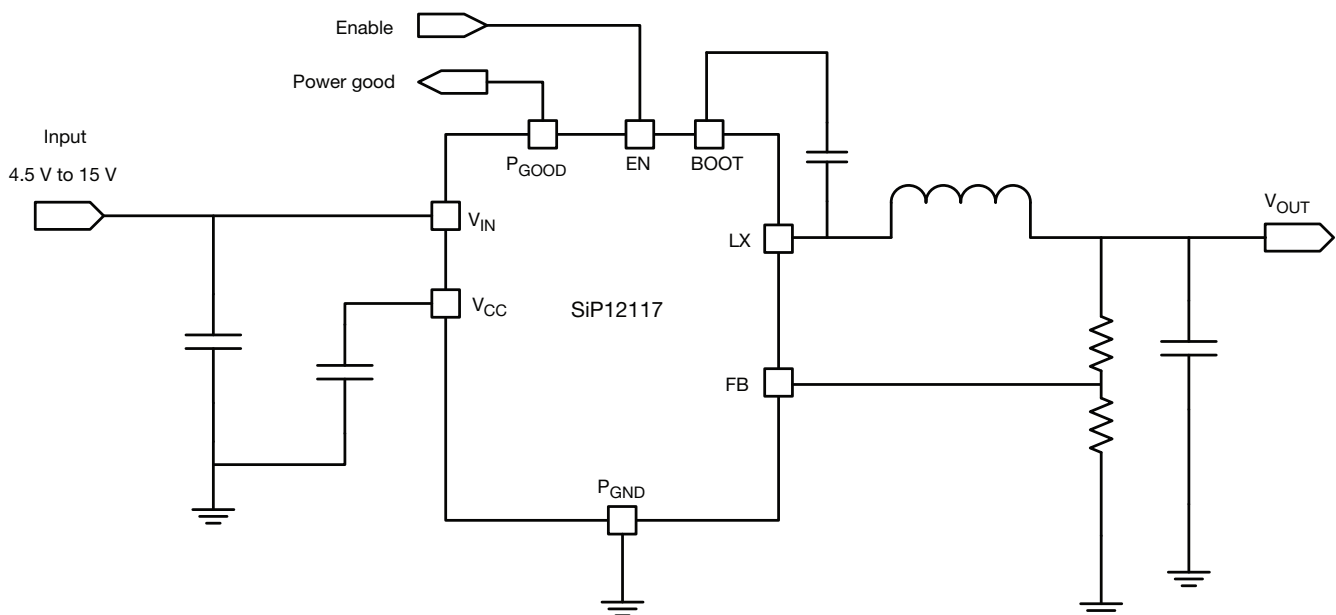 Enable
Power good
Input
4.5 V to 15 V
PGOOD
EN
BOOT
VIN
LX
VOUT
VCC
SiP12117
FB
PGND